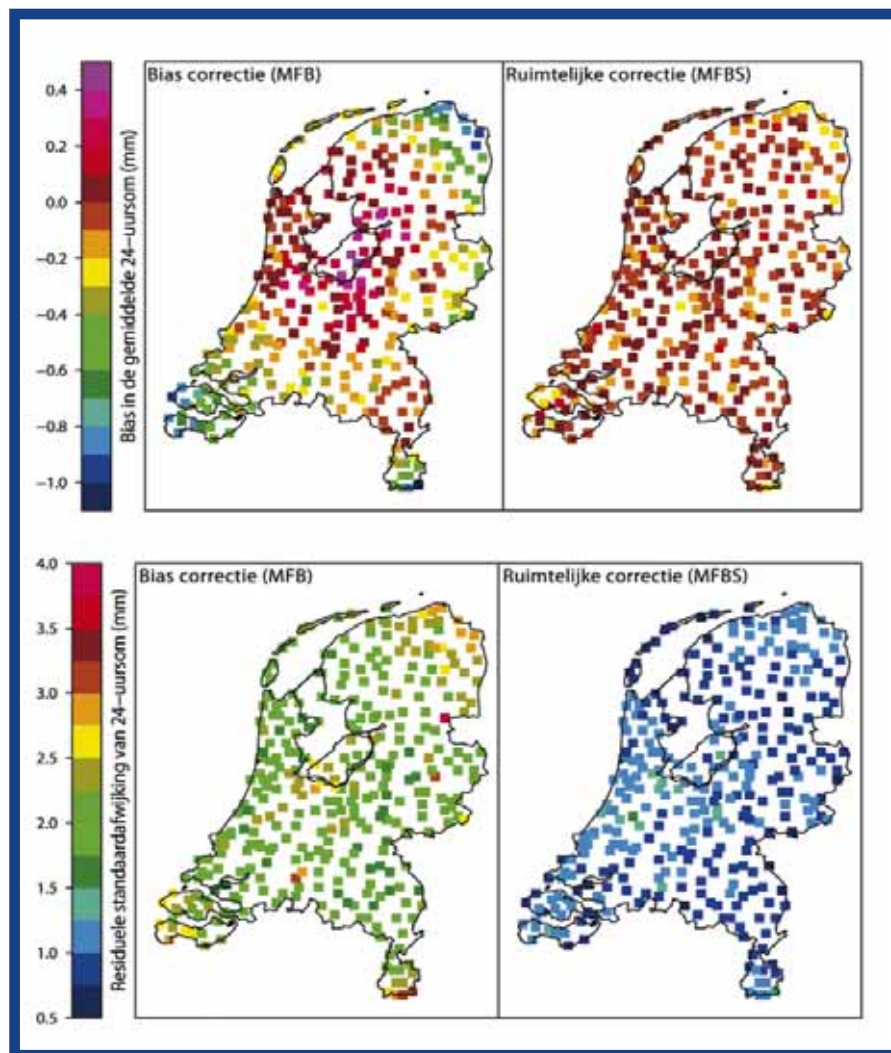 Bias correctie (MFB)
Ruimtelijke correctie (MFBS)
0.4
0.2
0.0
−0.2
−0.4
−0.6
−0.8
−1.0
Bias in de gemiddelde 24–uursom (mm)
Bias correctie (MFB)
Ruimtelijke correctie (MFBS)
4.0
3.5
3.0
2.5
2.0
1.5
1.0
0.5
Residuele standaardafwijking van 24–uursom (mm)